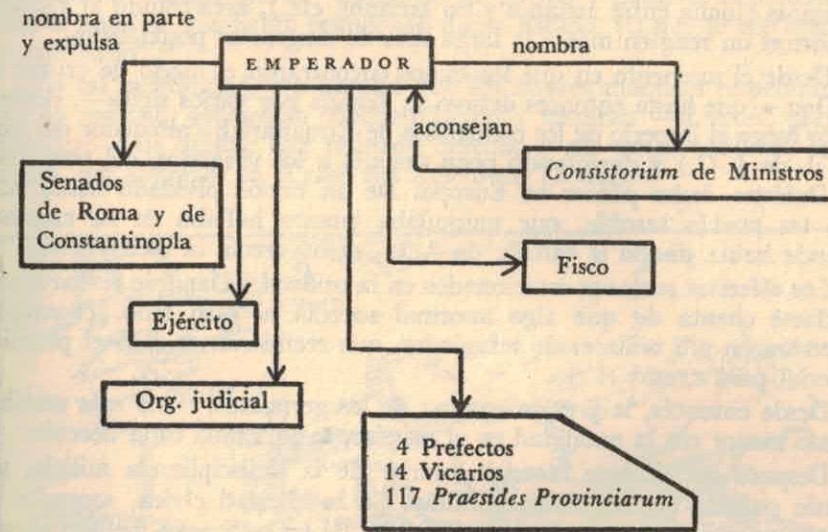 nombra en parte
y expulsa
EMPERADOR
nombra
aconsejan
Consistorium de Ministros
Senados
de Roma y de
Constantinopla
Fisco
Ejército
Org. judicial
4 Prefectos
14 Vicarios
117 Praesides Provinciarum